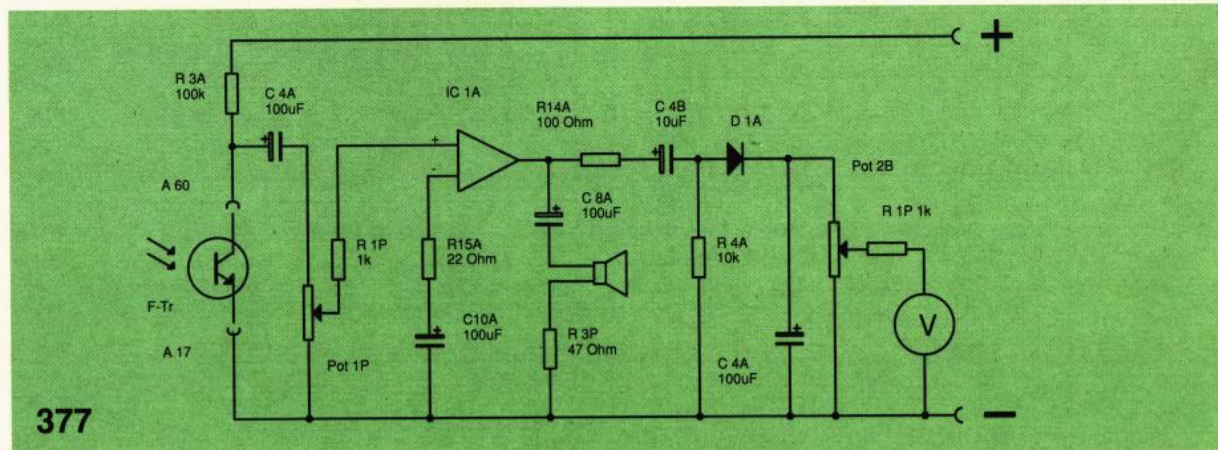 +
R 3A
100k
C 4A
100uF
IC 1A
R14A
100 Ohm
C 4B
10uF
D 1A
Pot 2B
+
+
-
+
+
A 60
C 8A
100uF
+
R 1P 1k
R 1P
1k
R15A
22 Ohm
R 4A
10k
F-Tr
+
C10A
100uF
R 3P
47 Ohm
V
+
C 4A
100uF
A 17
Pot 1P
377
-